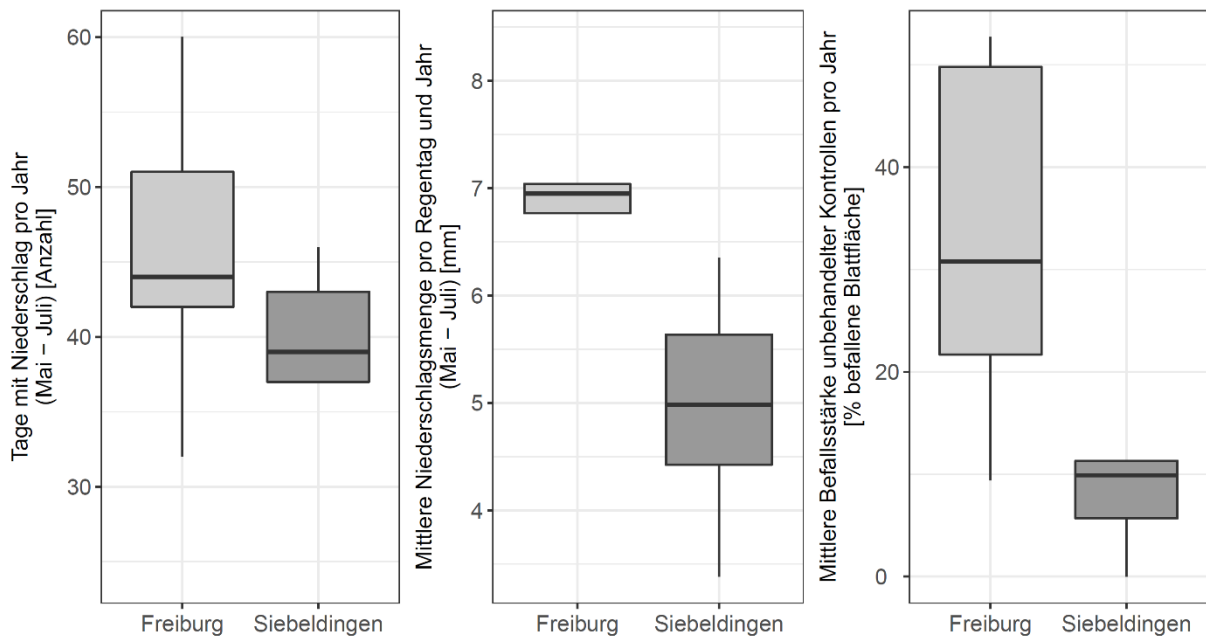 Tage mit Niederschlag pro Jahr
(Mai − Juli) [Anzahl]
60
50
40
30
Freiburg Siebeldingen
Mittlere Niederschlagsmenge pro Regentag und Jahr
(Mai − Juli) [mm]
8
7
6
5
4
Freiburg Siebeldingen
Mittlere Befallsstärke unbehandelter Kontrollen pro Jahr
[% befallene Blattfläche]
40
20
0
Freiburg Siebeldingen